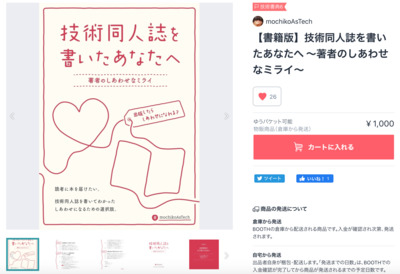 技術書典6
mochikoAsTech
【書籍版】技術同人誌を書い
たあなたへ 〜著者のしあわせ
なミライ〜
26
ゆうパケット可能
物販商品（倉庫から発送）
¥ 1,000
カートに入れる
ツイート
いいね！ 1
商品の発送について
倉庫から発送
BOOTHの倉庫から配送される商品です。入金が確認され次第、発送
されます。
自宅から発送
出品者自身が梱包・配送します。「発送までの日数」は、BOOTHでの
入金確認が完了してから商品が発送されるまでの予定日数です。
技術同人誌を
書いたあなたへ
著者のしあわせなミライ
出版したら
しあわせになれる？
読者に本を届けたい、
技術同人誌を書いてわかった
しあわせになるための選択肢。
mochikoAsTech